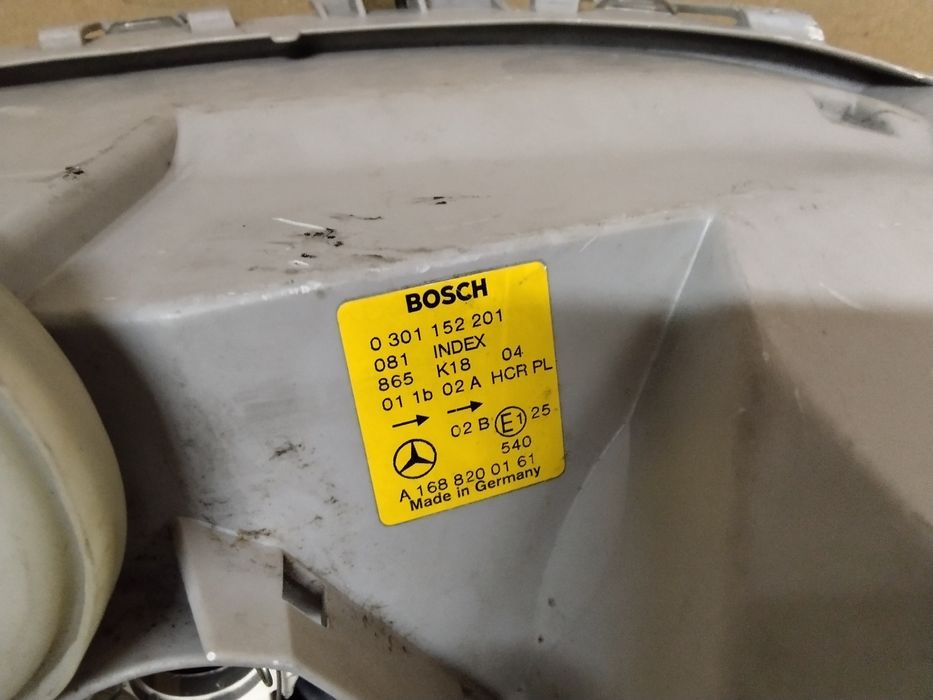 BOSCH
0 301 152 201
081 INDEX
865 K18 04
01 1b 02 A HCR PL
02 B E1 25
540
A 168 820 01 61
Made in Germany